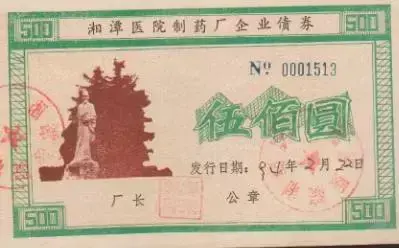 500 湘潭医院制药厂企业债券 500
Nº 0001513
伍佰圆
发行日期：94年2月22日
厂长 公章
500 500